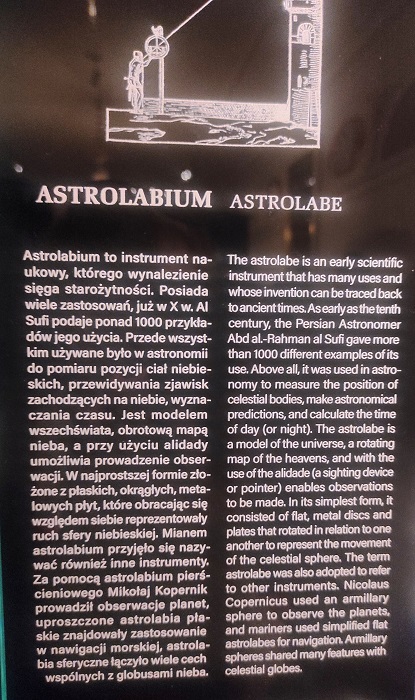 ASTROLABIUM ASTROLABE
Astrolabium to instrument na-
ukowy, którego wynalezienie
sięga starożytności. Posiada
wiele zastosowań, już w X w. Al
Sufi podaje ponad 1000 przykła-
dów jego użycia. Przede wszyst-
kim używane było w astronomii
do pomiaru pozycji ciał niebie-
skich, przewidywania zjawisk
zachodzących na niebie, wyzna-
czania czasu. Jest modelem
wszechświata, obrotową mapą
nieba, a przy użyciu alidady
umożliwia prowadzenie obser-
wacji. W najprostszej formie zło-
żone z płaskich, okrągłych, meta-
lowych płyt, które obracając się
względem siebie reprezentowały
ruch sfery niebieskiej. Mianem
astrolabium przyjęło się nazy-
wać również inne instrumenty.
Za pomocą astrolabium pierś-
cieniowego Mikołaj Kopernik
prowadził obserwacje planet,
uproszczone astrolabia pła-
skie znajdowały zastosowanie
w nawigacji morskiej, astrola-
bia sferyczne łączyło wiele cech
wspólnych z globusami nieba.
The astrolabe is an early scientific
instrument that has many uses and
whose invention can be traced back
to ancient times. As early as the tenth
century, the Persian Astronomer
Abd al.-Rahman al Sufi gave more
than 1000 different examples of its
use. Above all, it was used in astro-
nomy to measure the position of
celestial bodies, make astronomical
predictions, and calculate the time
of day (or night). The astrolabe is
a model of the universe, a rotating
map of the heavens, and with the
use of the alidade (a sighting device
or pointer) enables observations
to be made. In its simplest form, it
consisted of flat, metal discs and
plates that rotated in relation to one
another to represent the movement
of the celestial sphere. The term
astrolabe was also adopted to refer
to other instruments. Nicolaus
Copernicus used an armillary
sphere to observe the planets,
and mariners used simplified flat
astrolabes for navigation. Armillary
spheres shared many features with
celestial globes.